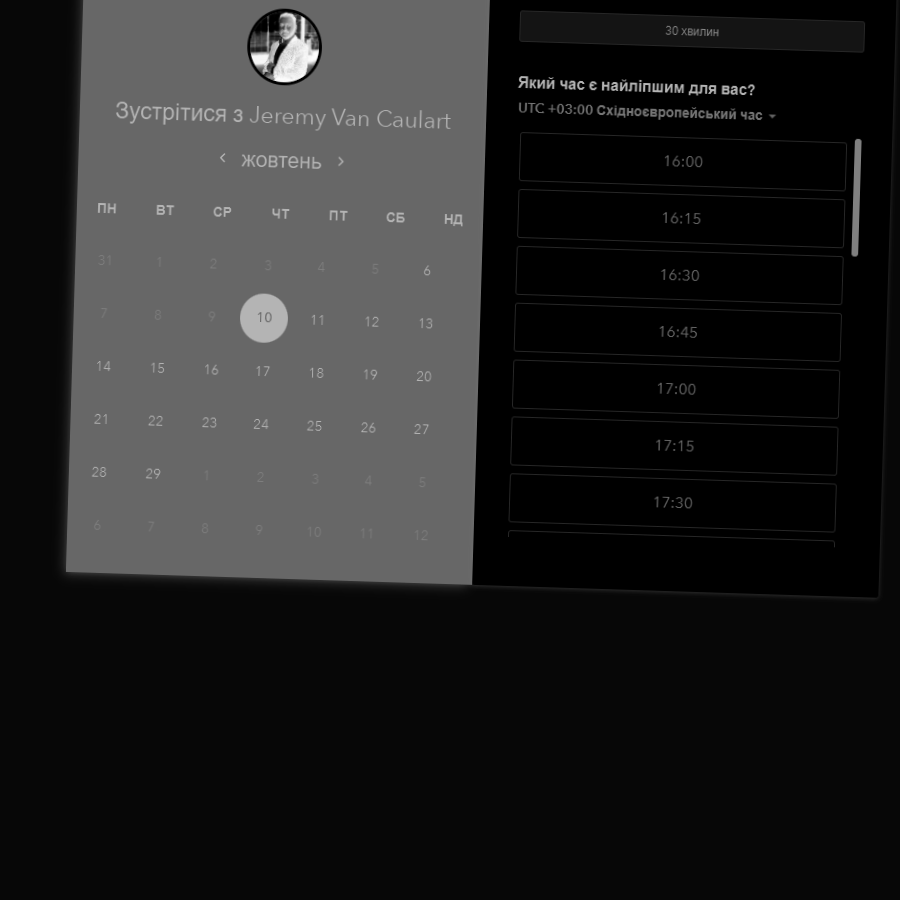 Зустрітися з Jeremy Van Caulart
жовтень
ПН ВТ СР ЧТ ПТ СБ НД
31 1 2 3 4 5 6
7 8 9 10 11 12 13
14 15 16 17 18 19 20
21 22 23 24 25 26 27
28 29 1 2 3 4 5
6 7 8 9 10 11 12
30 хвилин
Який час є найліпшим для вас?
UTC +03:00 Східноєвропейський час
16:00
16:15
16:30
16:45
17:00
17:15
17:30